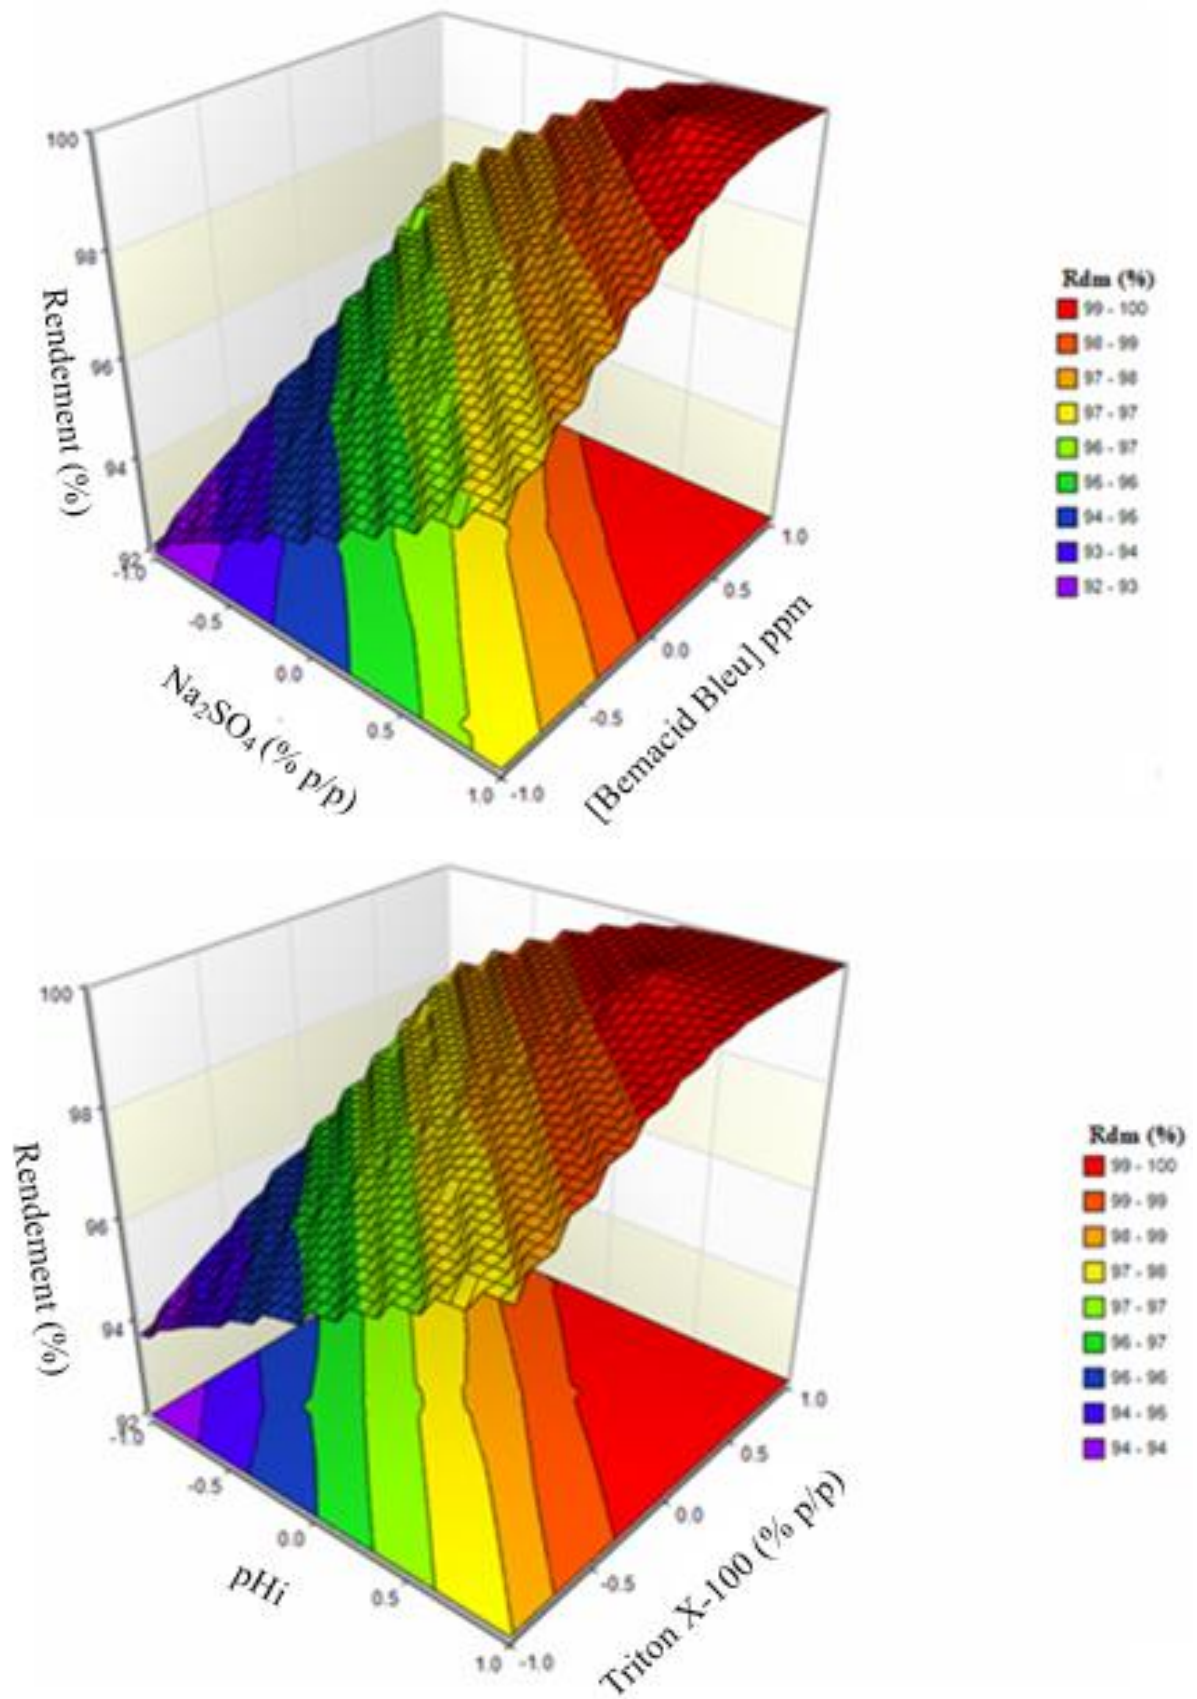 100
98
96
94
92
Rendement (%)
-1.0
-0.5
0.0
0.5
1.0
Na₂SO₄ (% p/p)
-1.0
-0.5
0.0
0.5
1.0
[Bemacid Bleu] ppm
Rdm (%)
99 - 100
98 - 99
97 - 98
97 - 97
96 - 97
95 - 96
94 - 95
93 - 94
92 - 93
100
98
96
94
92
Rendement (%)
-1.0
-0.5
0.0
0.5
1.0
pHi
-1.0
-0.5
0.0
0.5
1.0
Triton X-100 (% p/p)
Rdm (%)
99 - 100
99 - 99
98 - 99
97 - 98
97 - 97
96 - 97
95 - 96
94 - 95
94 - 94